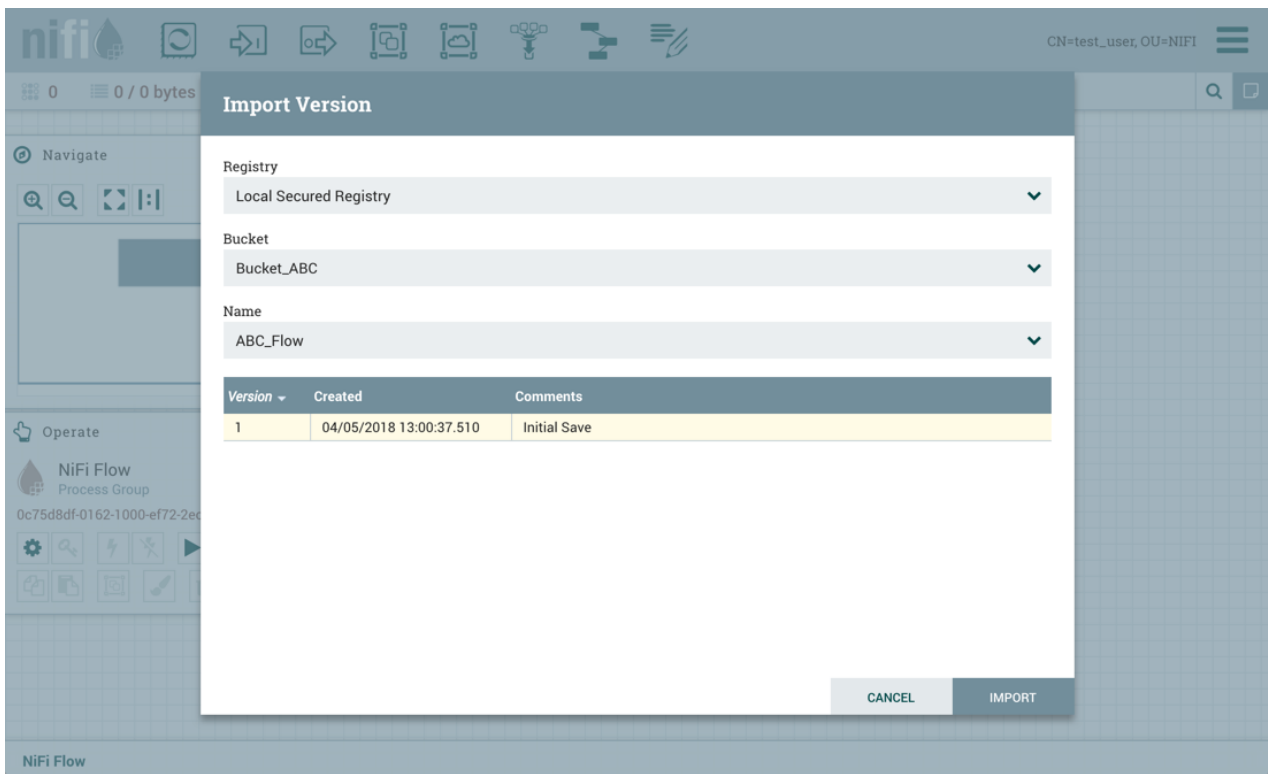 nifi
CN=test_user, OU=NIFI
0 0 / 0 bytes
Import Version
Navigate
Registry
Local Secured Registry
Bucket
Bucket_ABC
Name
ABC_Flow
Version Created Comments
1 04/05/2018 13:00:37.510 Initial Save
Operate
NiFi Flow
Process Group
0c75d8df-0162-1000-ef72-2ec
CANCEL IMPORT
NiFi Flow